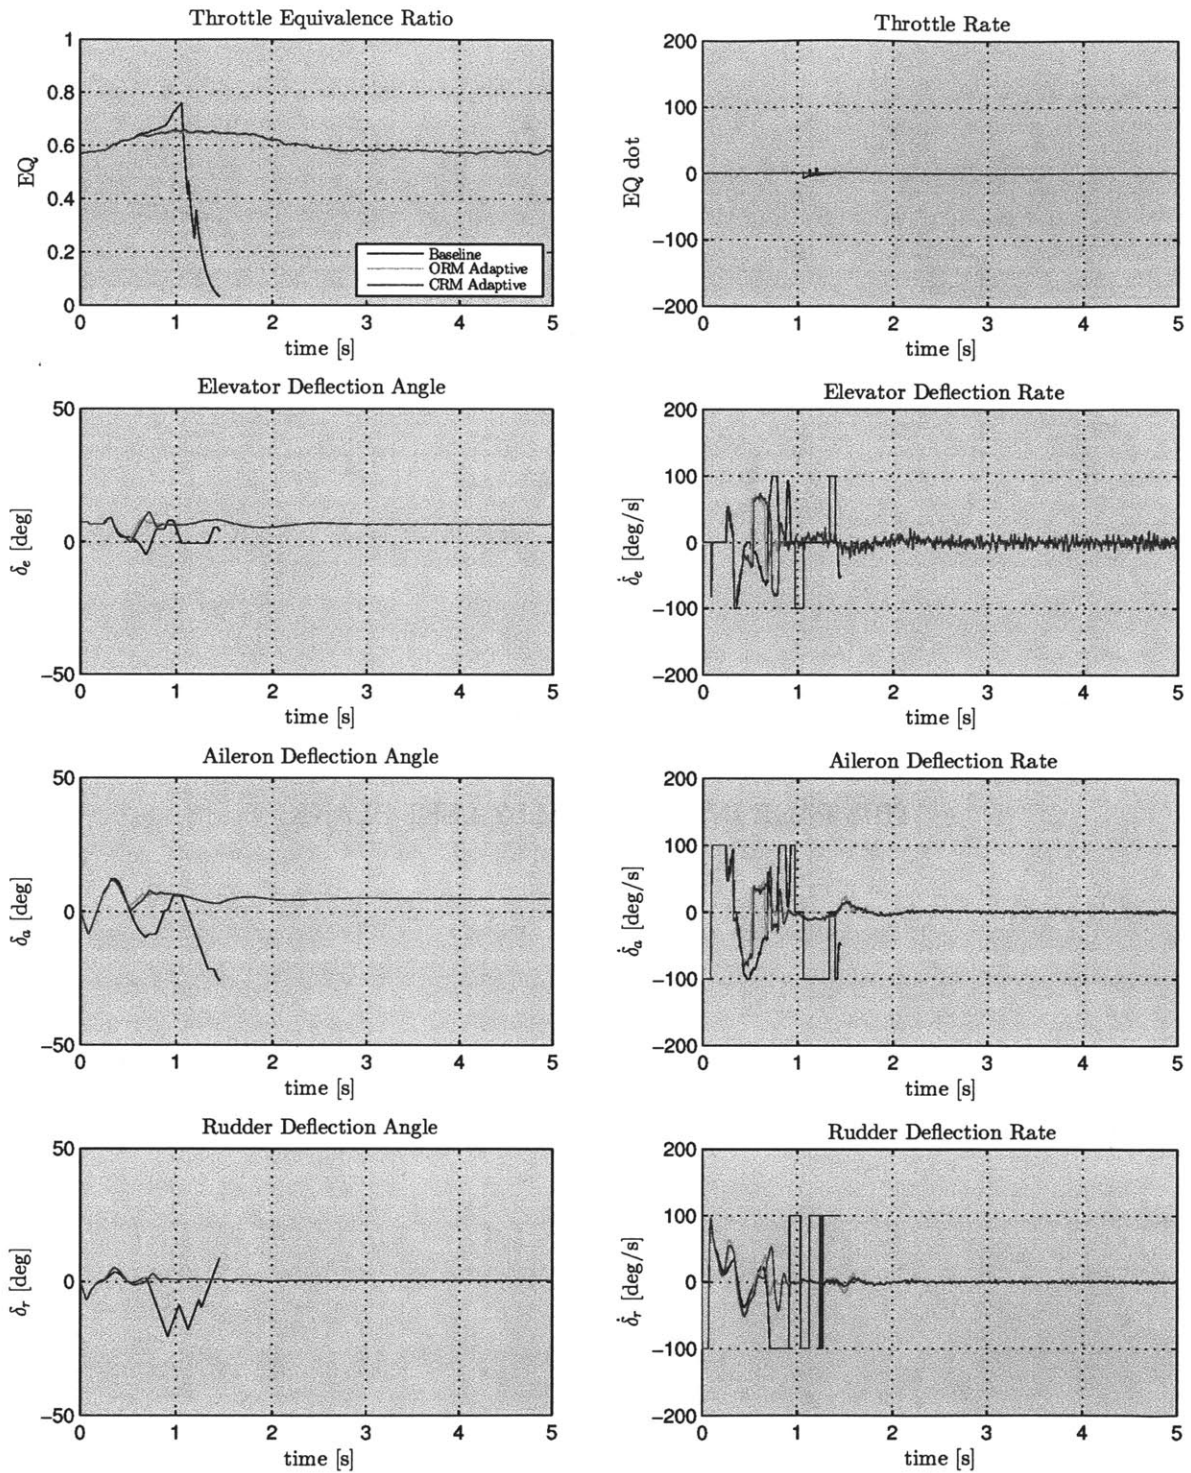 Throttle Equivalence Ratio
1
0.8
0.6
0.4
0.2
0
EQ
Baseline
ORM Adaptive
CRM Adaptive
0 1 2 3 4 5
time [s]
Throttle Rate
200
100
0
−100
−200
EQ dot
0 1 2 3 4 5
time [s]
Elevator Deflection Angle
50
0
−50
δe [deg]
0 1 2 3 4 5
time [s]
Elevator Deflection Rate
200
100
0
−100
−200
δ̇e [deg/s]
0 1 2 3 4 5
time [s]
Aileron Deflection Angle
50
0
−50
δa [deg]
0 1 2 3 4 5
time [s]
Aileron Deflection Rate
200
100
0
−100
−200
δ̇a [deg/s]
0 1 2 3 4 5
time [s]
Rudder Deflection Angle
50
0
−50
δr [deg]
0 1 2 3 4 5
time [s]
Rudder Deflection Rate
200
100
0
−100
−200
δ̇r [deg/s]
0 1 2 3 4 5
time [s]